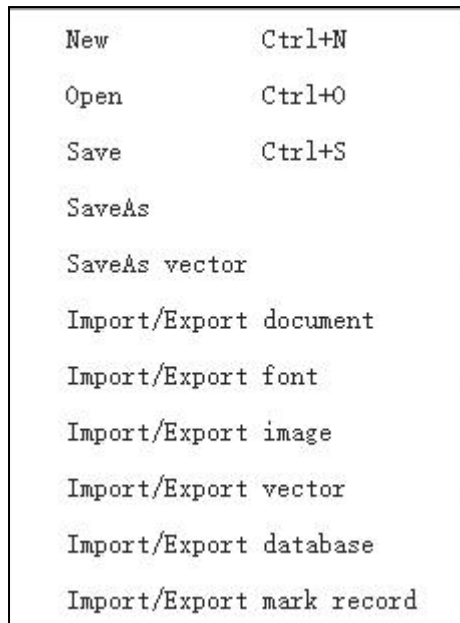 New Ctrl+N
Open Ctrl+O
Save Ctrl+S
SaveAs
SaveAs vector
Import/Export document
Import/Export font
Import/Export image
Import/Export vector
Import/Export database
Import/Export mark record